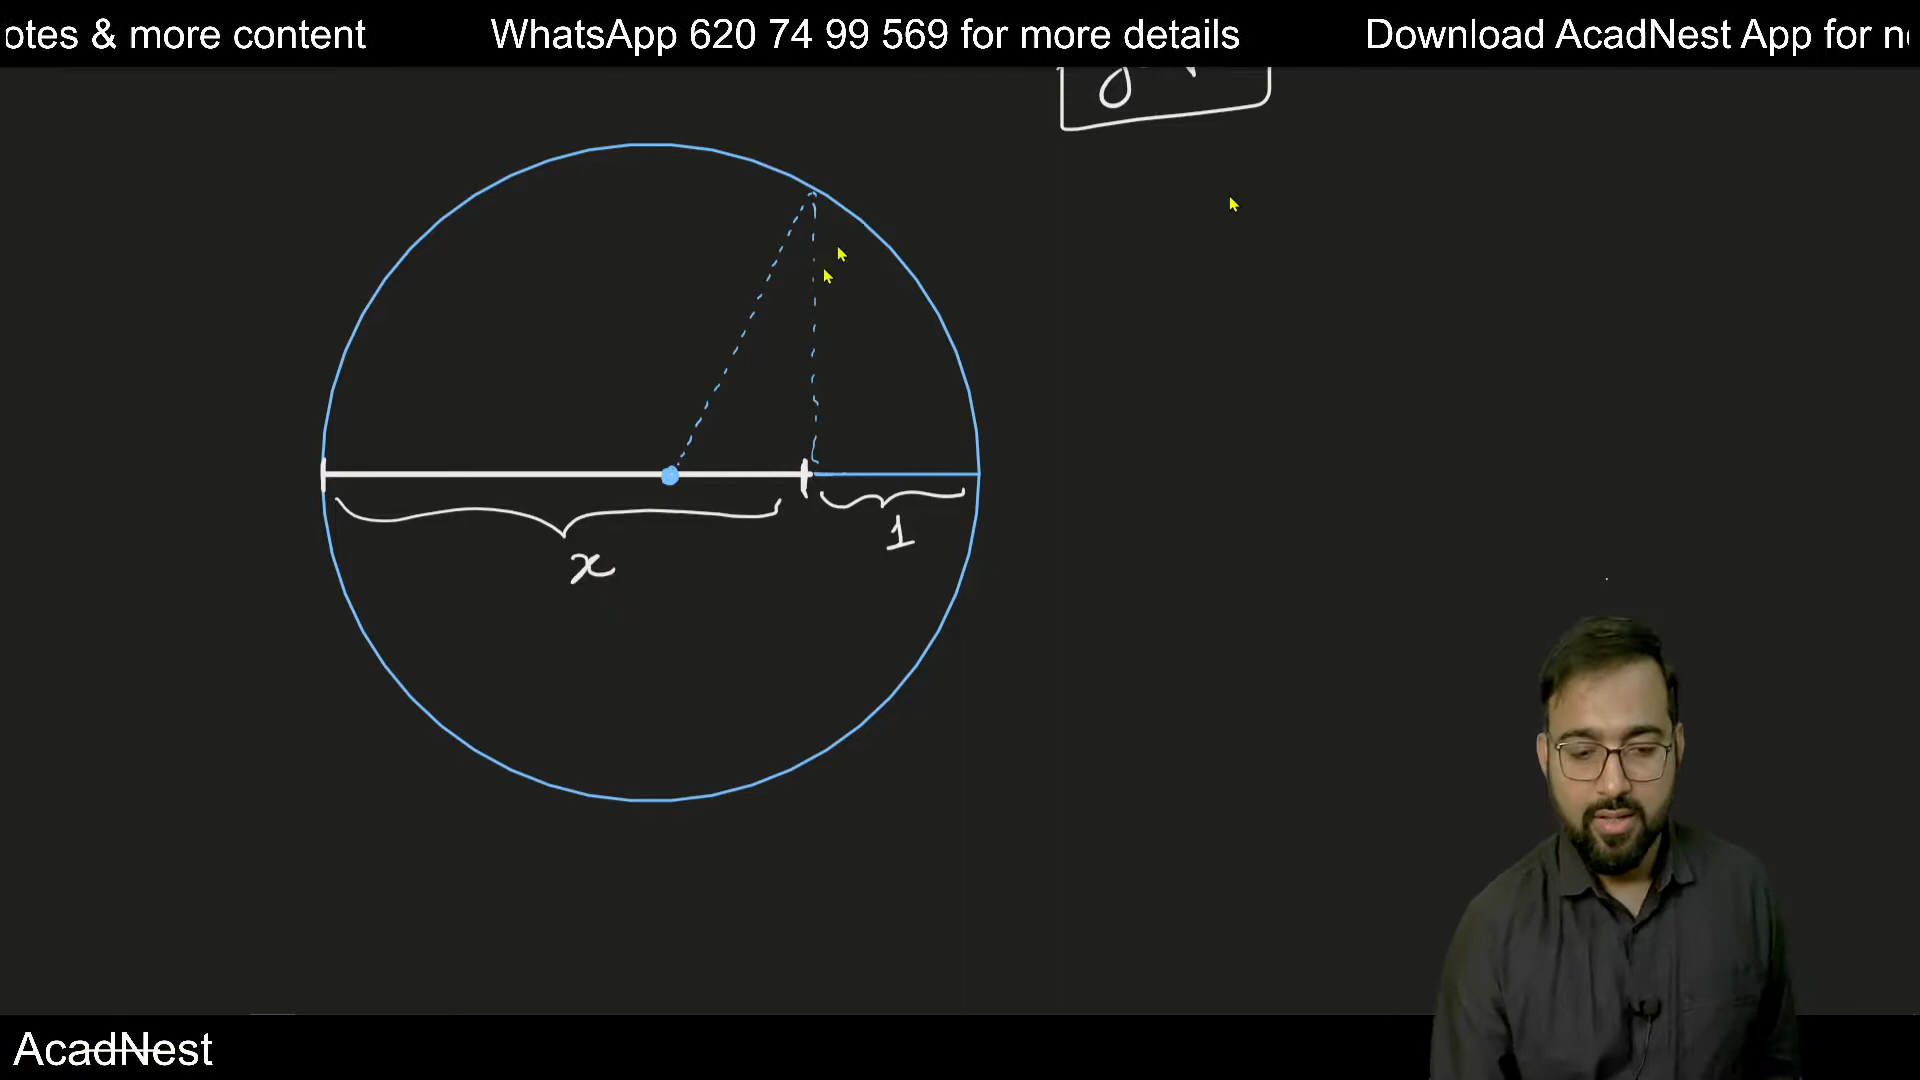 otes & more content WhatsApp 620 74 99 569 for more details Download AcadNest App for n
x
1
AcadNest